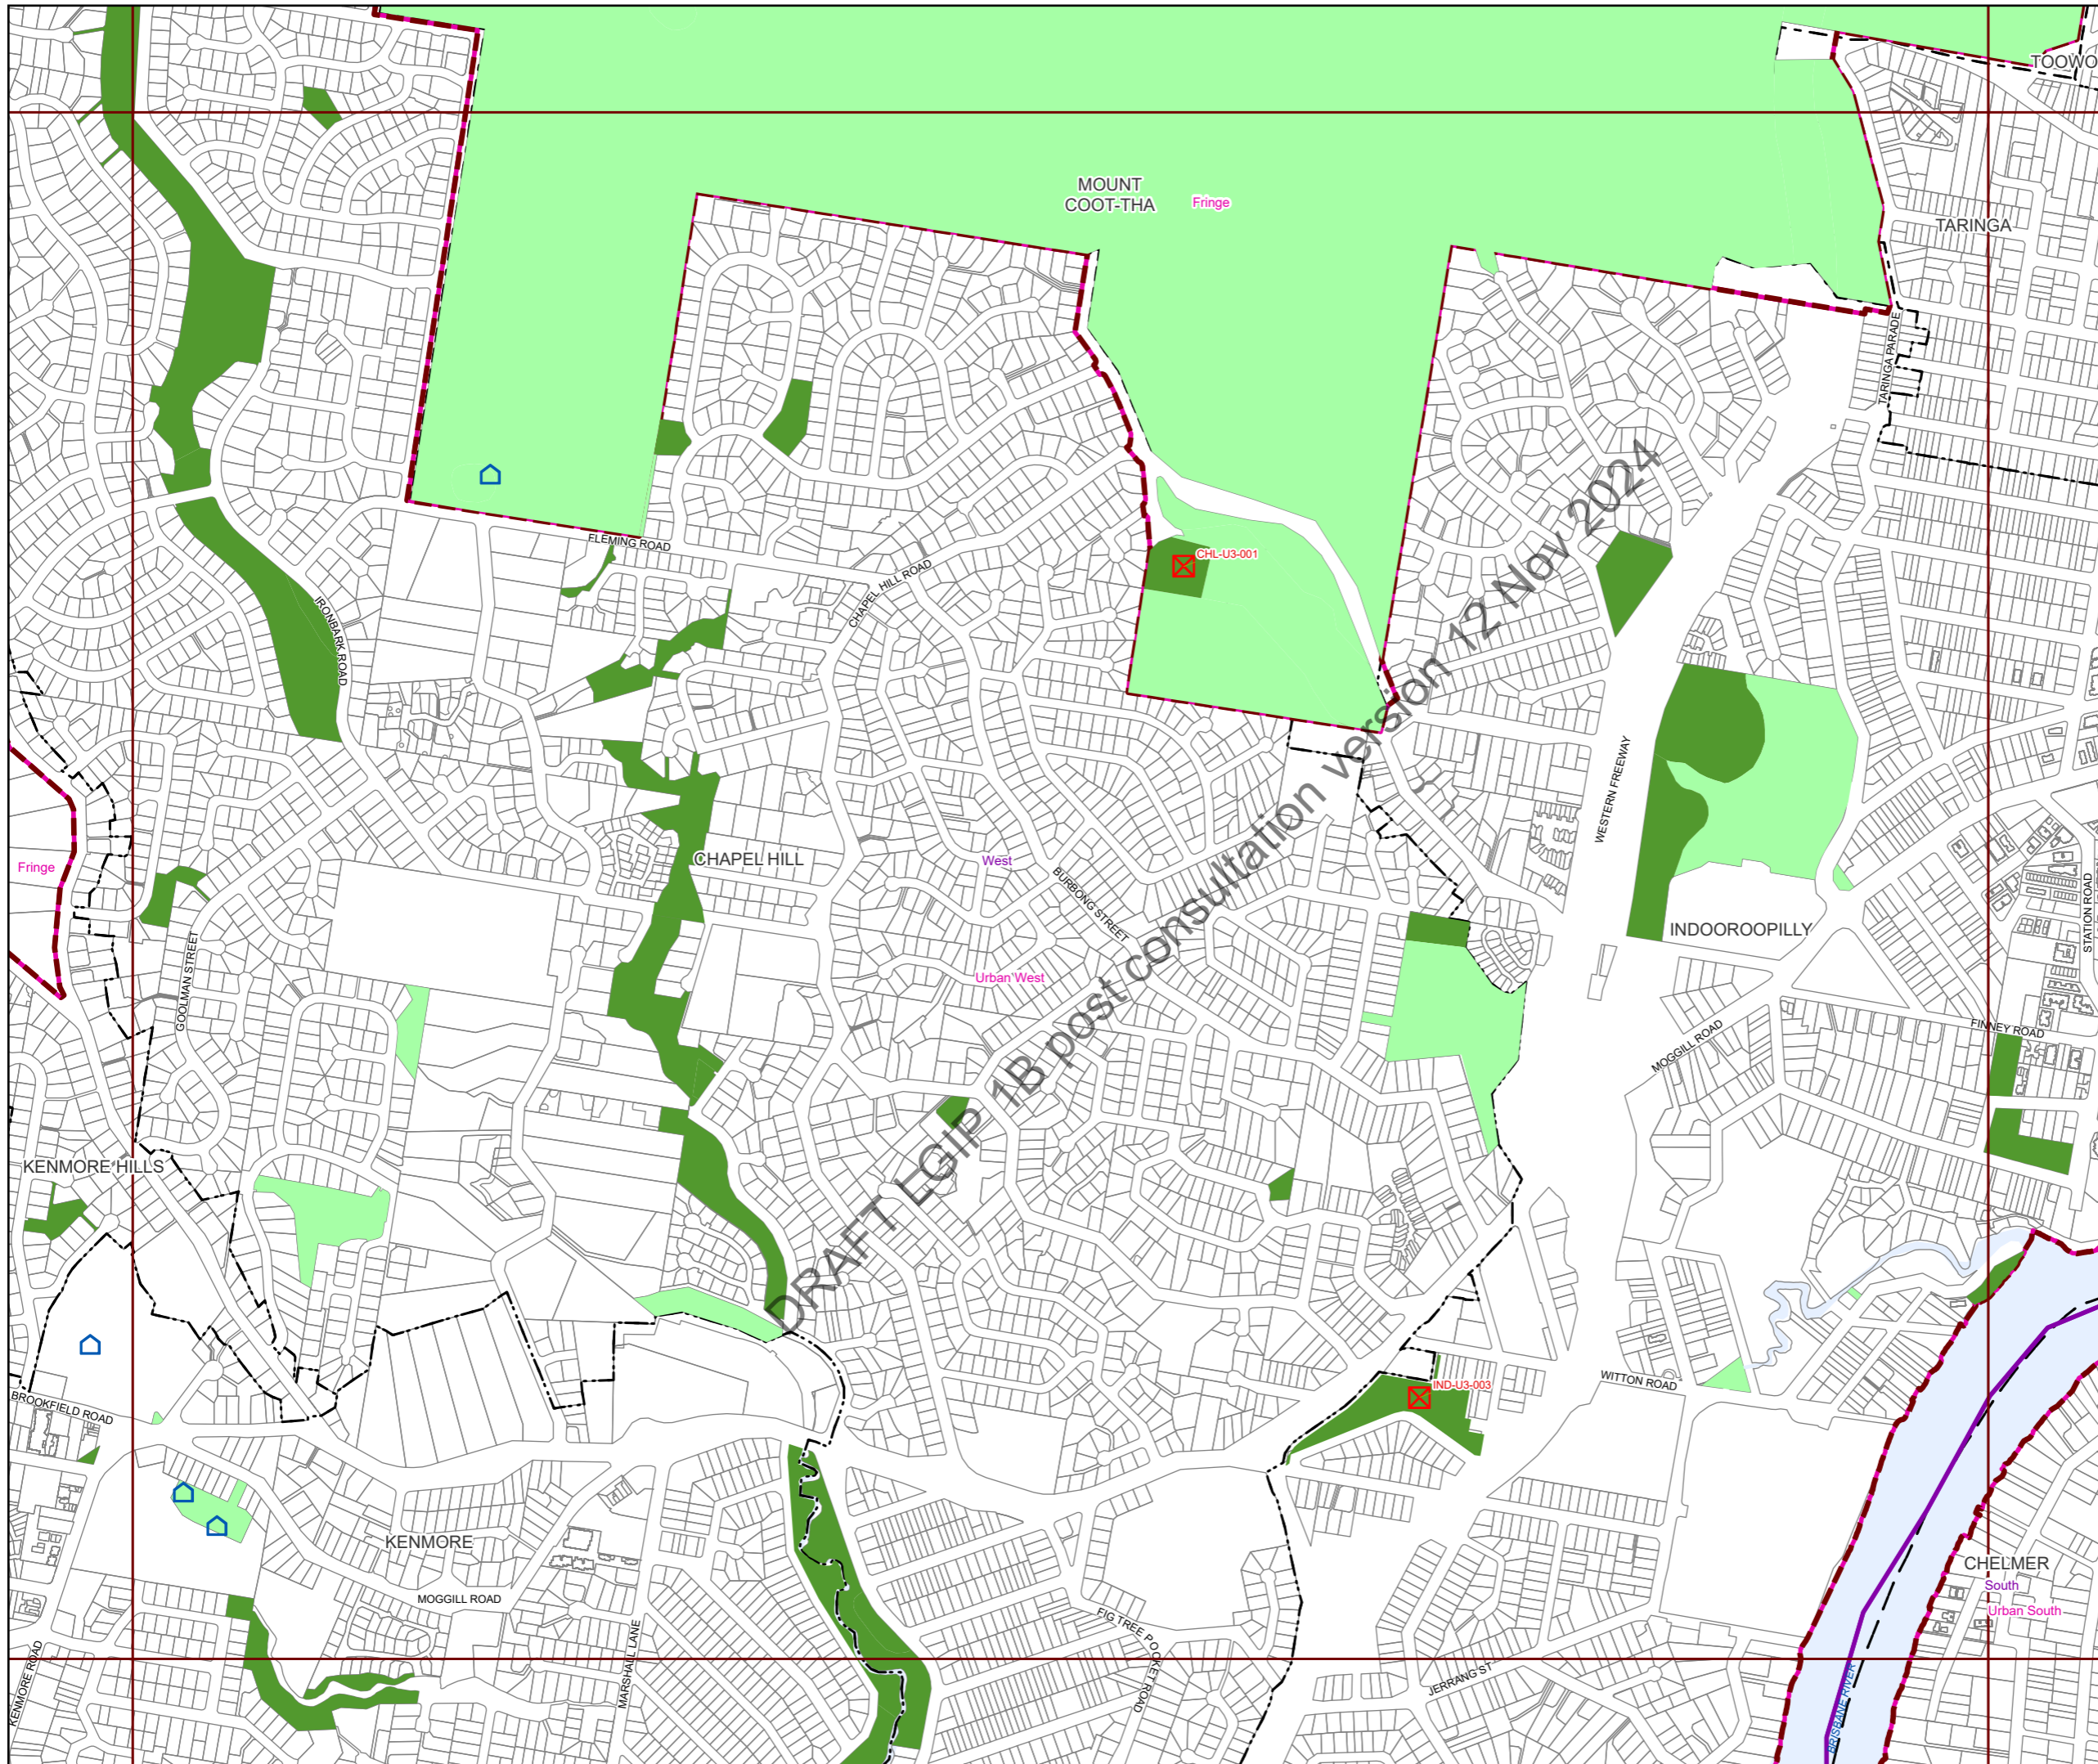 TOOWO
MOUNT
COOT-THA
Fringe
TARINGA
TARINGA PARADE
FLEMING ROAD
CHL-U3-001
CHAPEL HILL ROAD
IRONBARK ROAD
WESTERN FREEWAY
Fringe
CHAPEL HILL
West
BURBONG STREET
STATION ROAD
INDOOROOPILLY
GOOLMAN STREET
Urban West
FINNEY ROAD
MOGGILL ROAD
DRAFT LGIP 1B post consultation version 12 Nov 2024
KENMORE HILLS
BROOKFIELD ROAD
WITTON ROAD
IND-U3-003
KENMORE
MOGGILL ROAD
CHELMER
South
Urban South
FIG TREE POCKET ROAD
MARSHALL LANE
KENMORE ROAD
JERRANG ST
BRISBANE RIVER